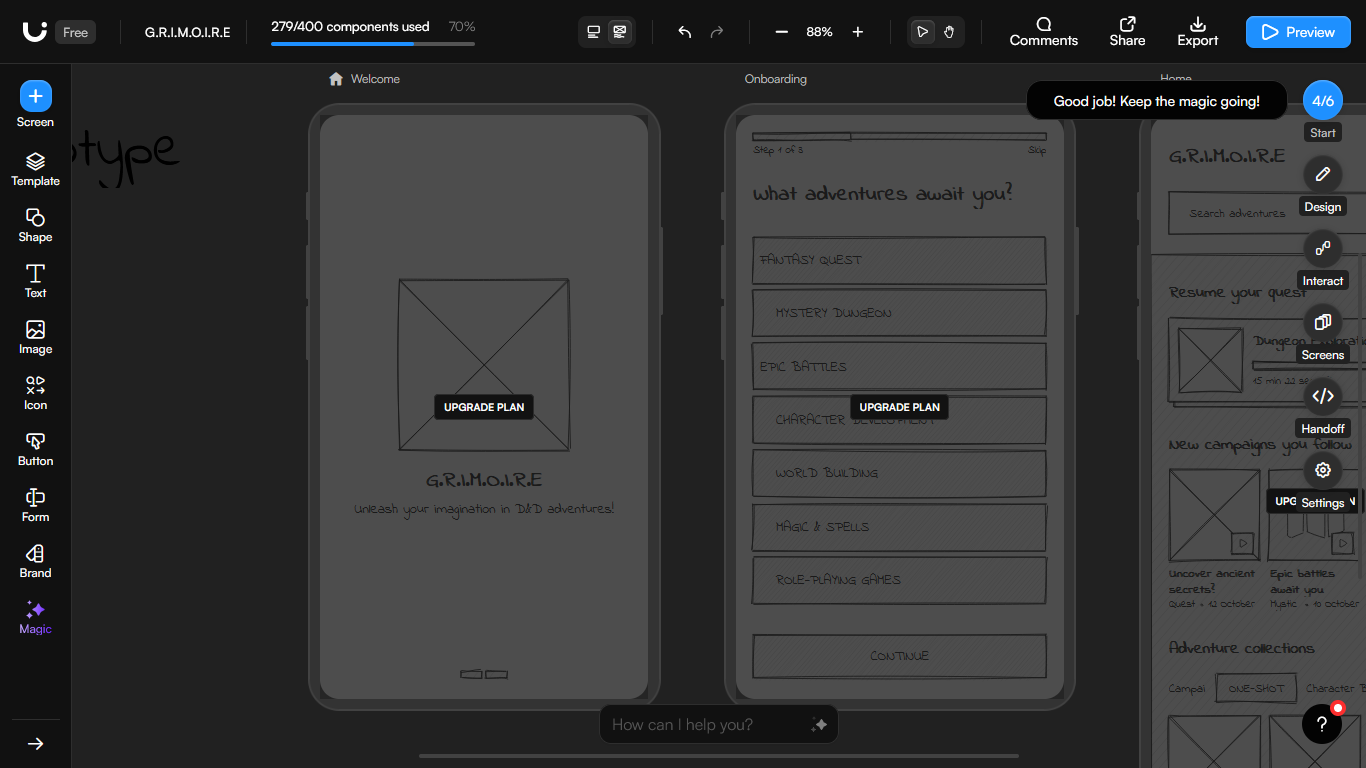 Free
G.R.I.M.O.I.R.E
279/400 components used
70%
88%
Comments
Share
Export
Preview
Screen
Template
Shape
Text
Image
Icon
Button
Form
Brand
Magic
Welcome
UPGRADE PLAN
G.R.I.M.O.I.R.E
Unleash your imagination in D&D adventures!
Onboarding
Step 1 of 3
Skip
What adventures await you?
FANTASY QUEST
MYSTERY DUNGEON
EPIC BATTLES
CHARACTER DEVELOPMENT
UPGRADE PLAN
WORLD BUILDING
MAGIC & SPELLS
ROLE-PLAYING GAMES
CONTINUE
How can I help you?
Home
Good job! Keep the magic going!
4/6
Start
Design
Interact
Screens
Handoff
Settings
G.R.I.M.O.I.R.E
Search adventures
Resume your quest
Dungeon
15 min 22
New campaigns you follow
Uncover ancient
secrets?
Quest • 12 october
Epic battles
await you
Mystic • 10 october
Adventure collections
Campai
ONE-SHOT
Character
?